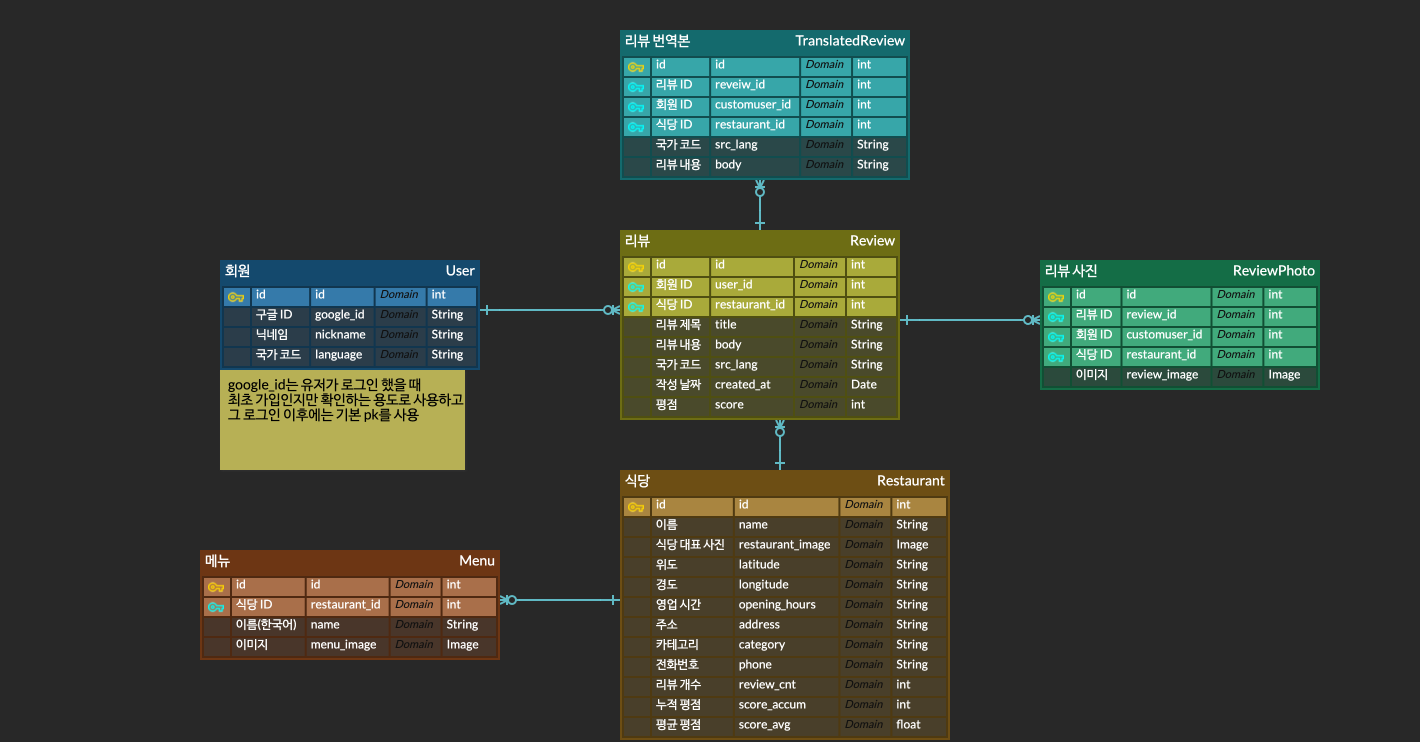 리뷰 번역본 TranslatedReview
id id Domain int
리뷰 ID reveiw_id Domain int
회원 ID customuser_id Domain int
식당 ID restaurant_id Domain int
국가 코드 src_lang Domain String
리뷰 내용 body Domain String
회원 User
id id Domain int
구글 ID google_id Domain String
닉네임 nickname Domain String
국가 코드 language Domain String
google_id는 유저가 로그인 했을 때
최초 가입인지만 확인하는 용도로 사용하고
그 로그인 이후에는 기본 pk를 사용
리뷰 Review
id id Domain int
회원 ID user_id Domain int
식당 ID restaurant_id Domain int
리뷰 제목 title Domain String
리뷰 내용 body Domain String
국가 코드 src_lang Domain String
작성 날짜 created_at Domain Date
평점 score Domain int
리뷰 사진 ReviewPhoto
id id Domain int
리뷰 ID review_id Domain int
회원 ID customuser_id Domain int
식당 ID restaurant_id Domain int
이미지 review_image Domain Image
메뉴 Menu
id id Domain int
식당 ID restaurant_id Domain int
이름(한국어) name Domain String
이미지 menu_image Domain Image
식당 Restaurant
id id Domain int
이름 name Domain String
식당 대표 사진 restaurant_image Domain Image
위도 latitude Domain String
경도 longitude Domain String
영업 시간 opening_hours Domain String
주소 address Domain String
카테고리 category Domain String
전화번호 phone Domain String
리뷰 개수 review_cnt Domain int
누적 평점 score_accum Domain int
평균 평점 score_avg Domain float